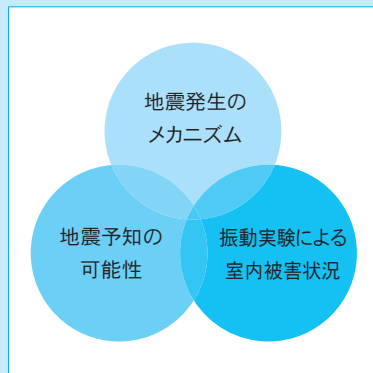 地震発生の
メカニズム
地震予知の
可能性
振動実験による
室内被害状況